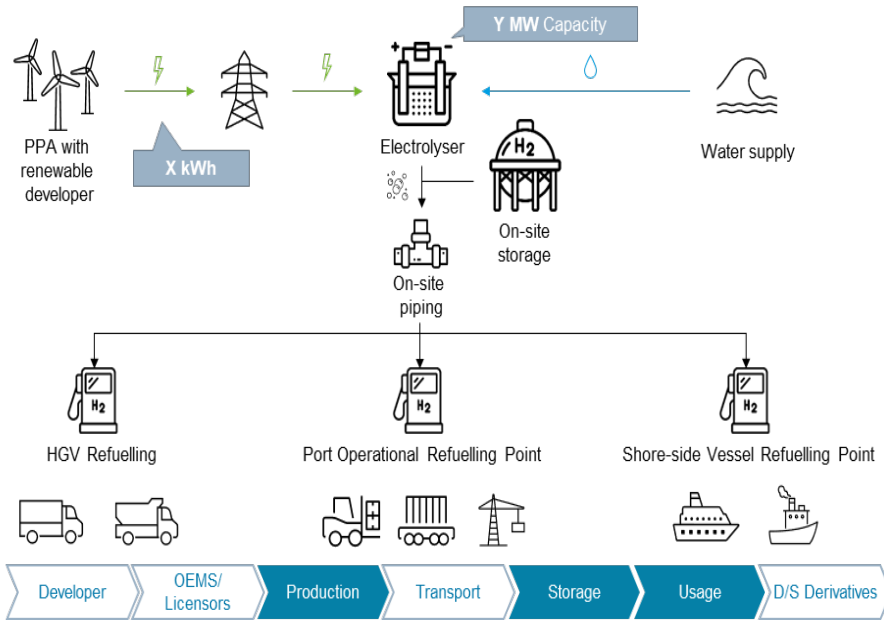 Y MW Capacity
+ −
PPA with
renewable
developer
X kWh
Electrolyser
H2
Water supply
On-site
storage
On-site
piping
H2
H2
H2
HGV Refuelling
Port Operational Refuelling Point
Shore-side Vessel Refuelling Point
Developer
OEMS/
Licensors
Production
Transport
Storage
Usage
D/S Derivatives